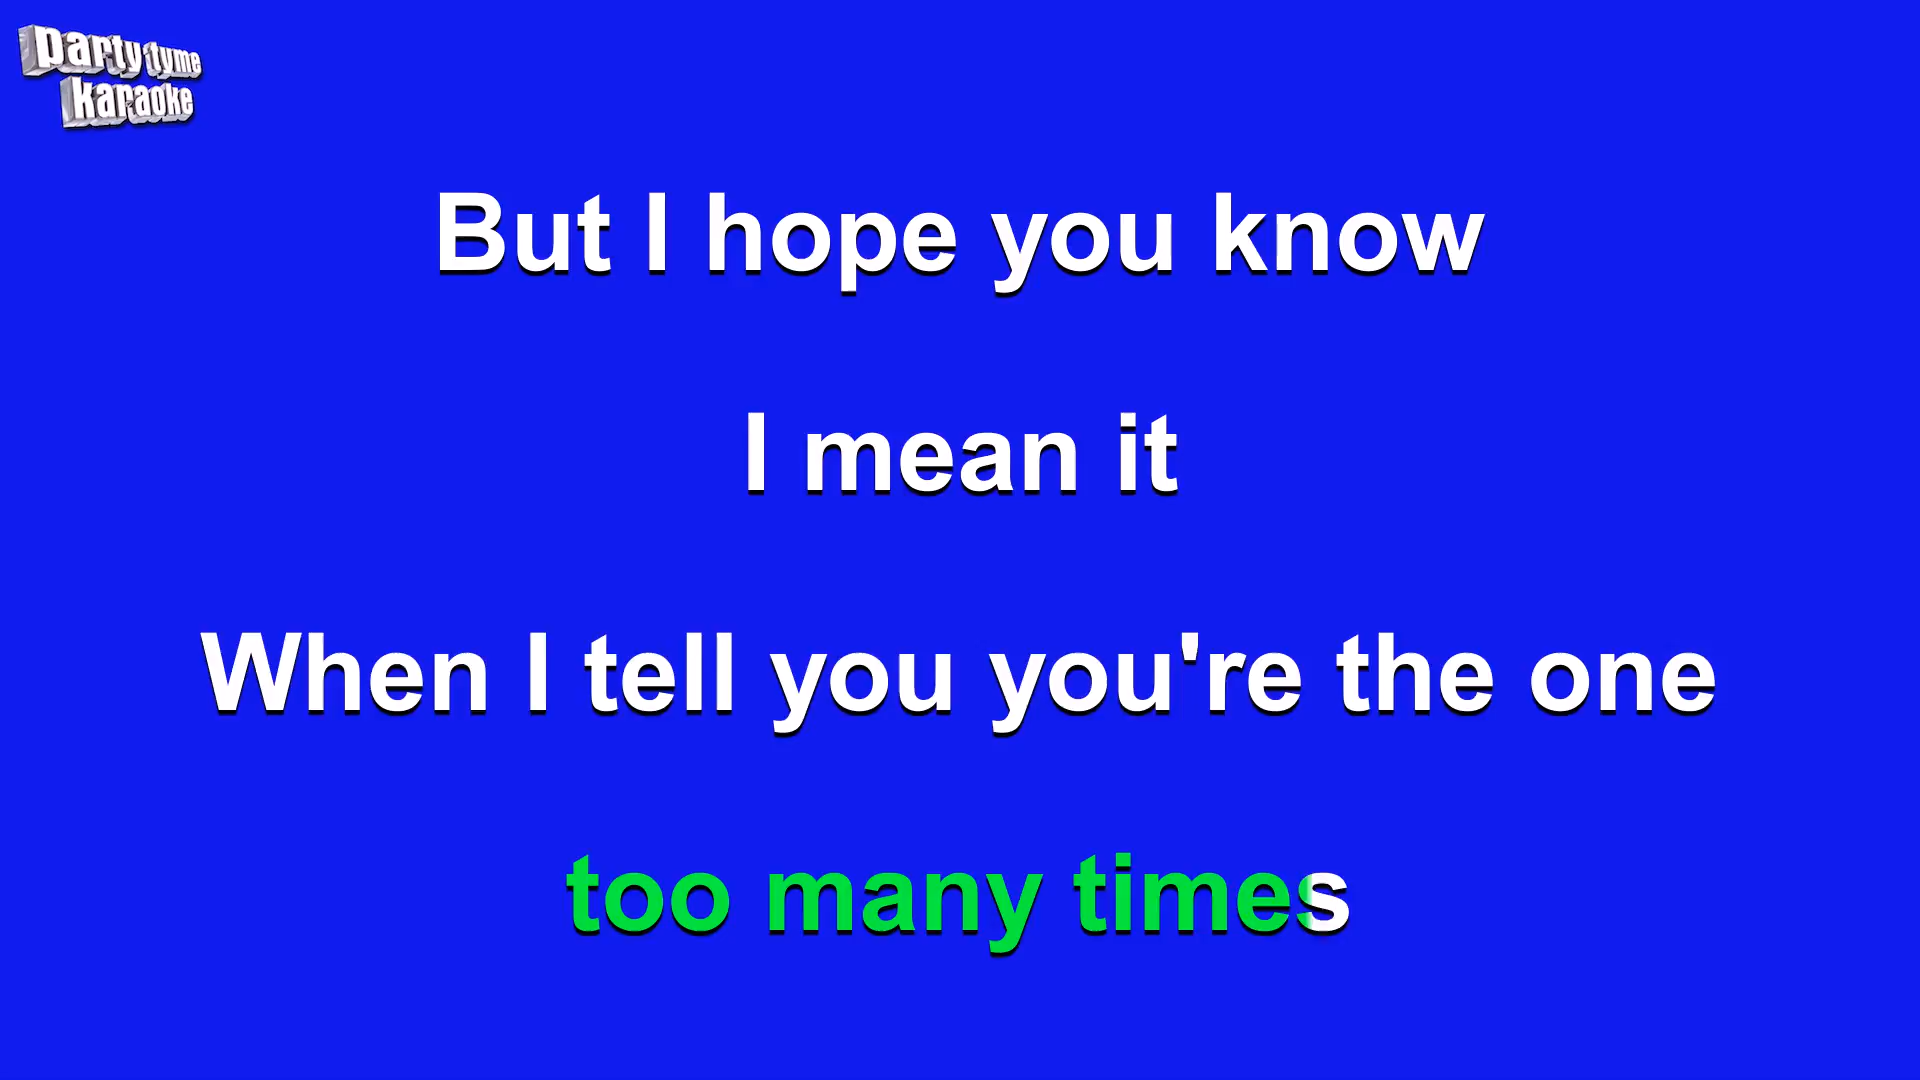 party tyme
karaoke
But I hope you know
I mean it
When I tell you you're the one
too many times